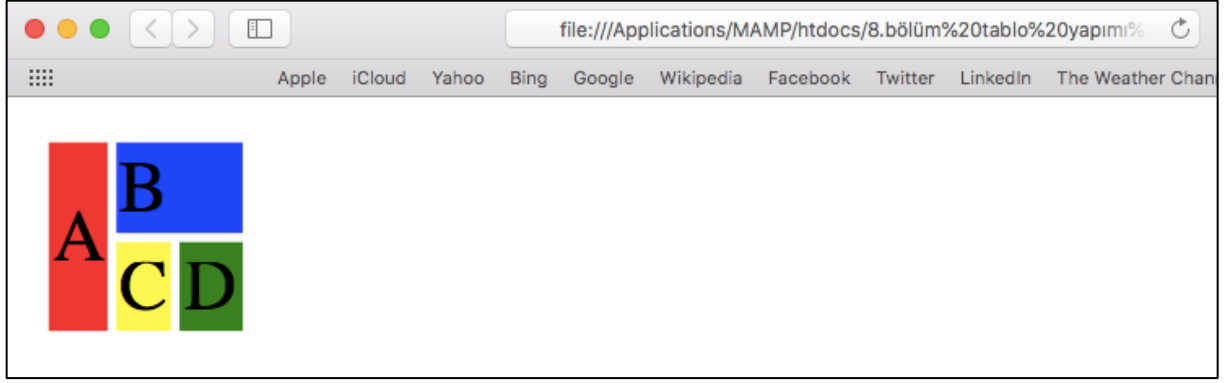 file:///Applications/MAMP/htdocs/8.bölüm%20tablo%20yapımı%
Apple iCloud Yahoo Bing Google Wikipedia Facebook Twitter LinkedIn The Weather Chan
B
A
C D